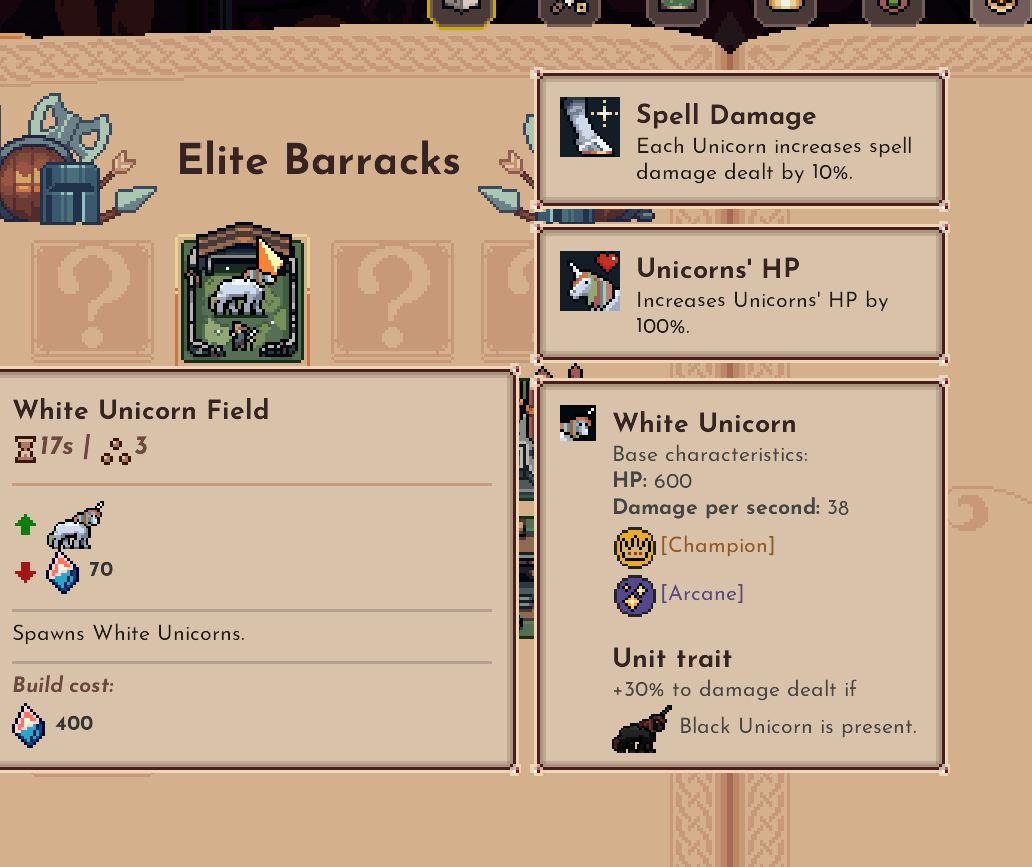 Elite Barracks
?
?
White Unicorn Field
17s | 3
70
Spawns White Unicorns.
Build cost:
400
Spell Damage
Each Unicorn increases spell
damage dealt by 10%.
Unicorns' HP
Increases Unicorns' HP by
100%.
White Unicorn
Base characteristics:
HP: 600
Damage per second: 38
[Champion]
[Arcane]
Unit trait
+30% to damage dealt if
Black Unicorn is present.